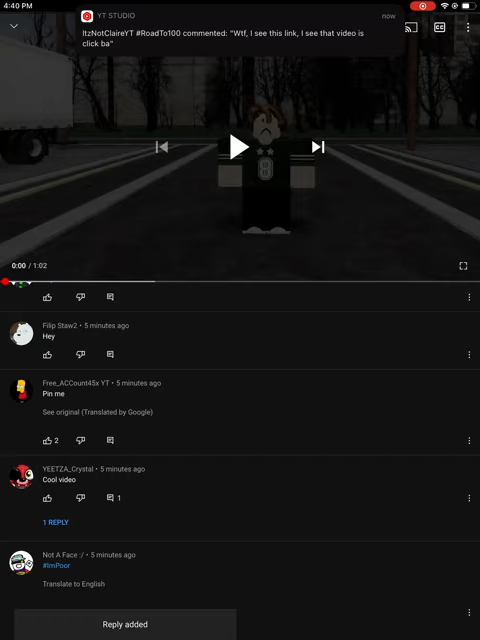 4:40 PM
YT STUDIO
now
ItzNotClaireYT #RoadTo100 commented: "Wtf, I see this link, I see that video is
click ba"
CC
8
0:00 / 1:02
Filip Staw2 • 5 minutes ago
Hey
Free_ACCount45x YT • 5 minutes ago
Pin me
See original (Translated by Google)
2
YEETZA_Crystal • 5 minutes ago
Cool video
1
1 REPLY
Not A Face :/ • 5 minutes ago
#ImPoor
Translate to English
Reply added